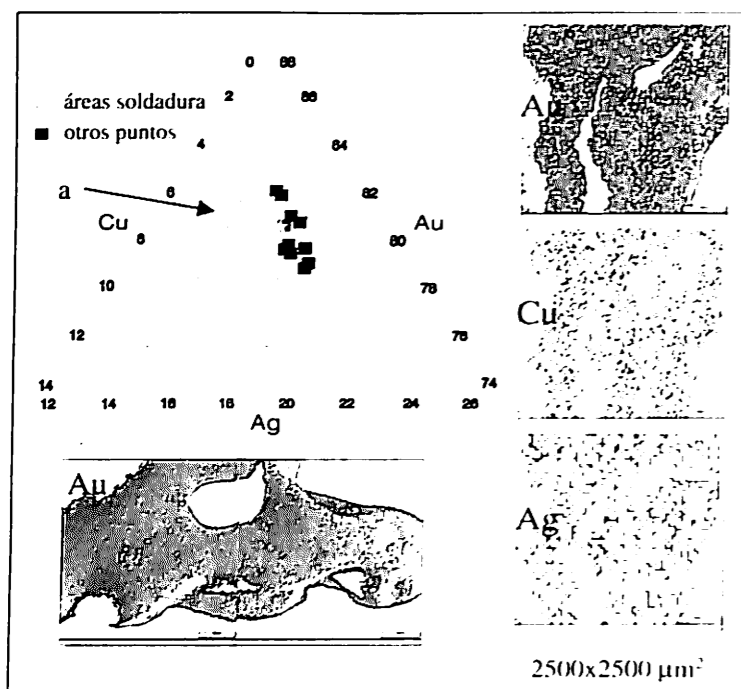 0 88
áreas soldadura
2 86
otros puntos
4 84
a
6 82
Cu
Au
8 80
10 78
12 76
14 74
12 14 16 18 20 22 24 26
Ag
Au
Cu
Ag
Au
2500x2500 µm²